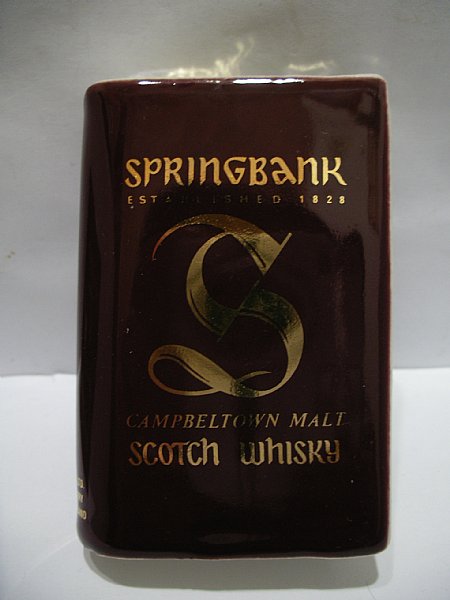 SPRINGBANK
ESTABLISHED 1828
S
CAMPBELTOWN MALT
SCOTCH WHISKY